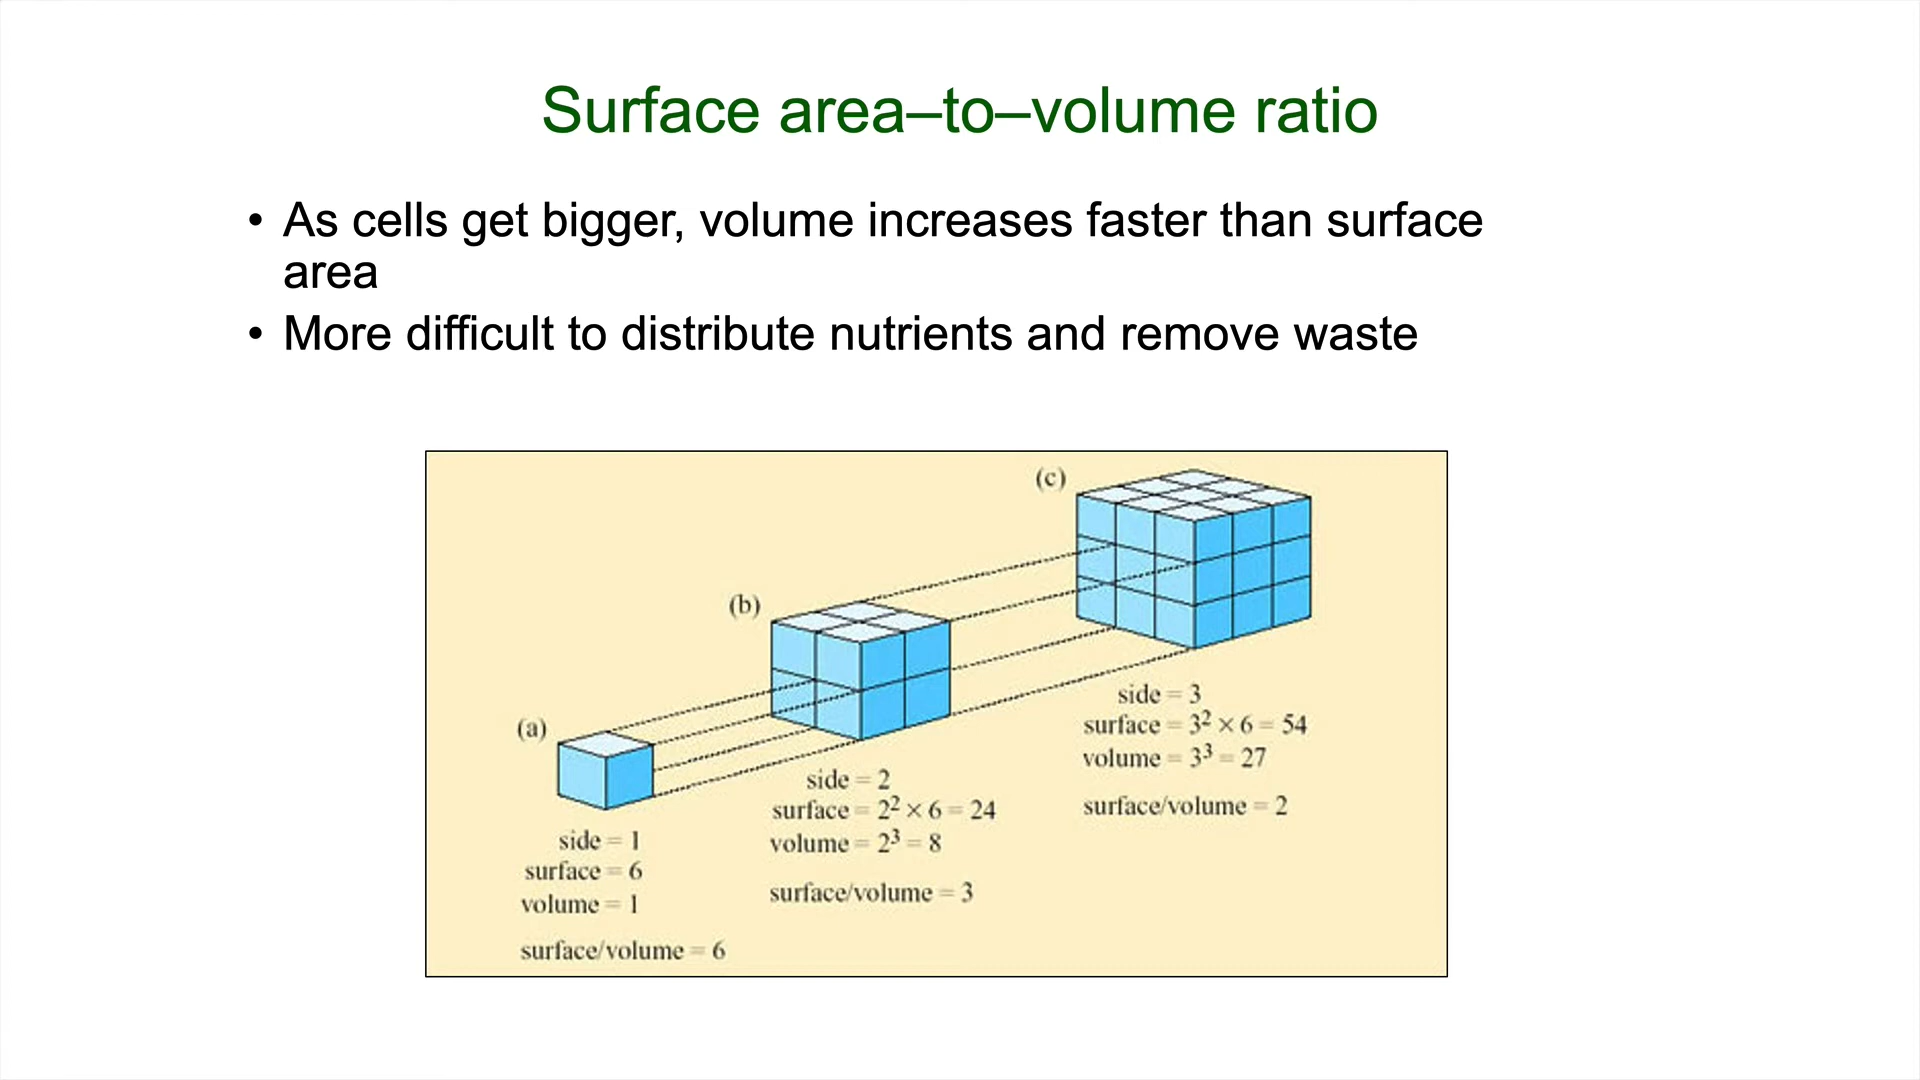 Surface area–to–volume ratio
• As cells get bigger, volume increases faster than surface
area
• More difficult to distribute nutrients and remove waste
(a)
side = 1
surface = 6
volume = 1
surface/volume = 6
(b)
side = 2
surface = 2² × 6 = 24
volume = 2³ = 8
surface/volume = 3
(c)
side = 3
surface = 3² × 6 = 54
volume = 3³ = 27
surface/volume = 2